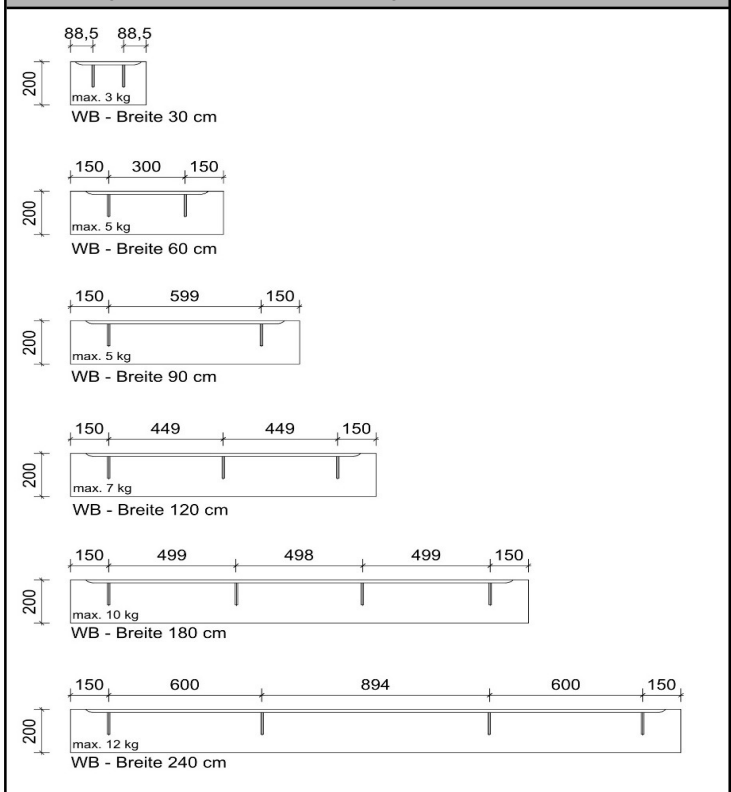 88,5 88,5
200
max. 3 kg
WB - Breite 30 cm
150 300 150
200
max. 5 kg
WB - Breite 60 cm
150 599 150
200
max. 5 kg
WB - Breite 90 cm
150 449 449 150
200
max. 7 kg
WB - Breite 120 cm
150 499 498 499 150
200
max. 10 kg
WB - Breite 180 cm
150 600 894 600 150
200
max. 12 kg
WB - Breite 240 cm